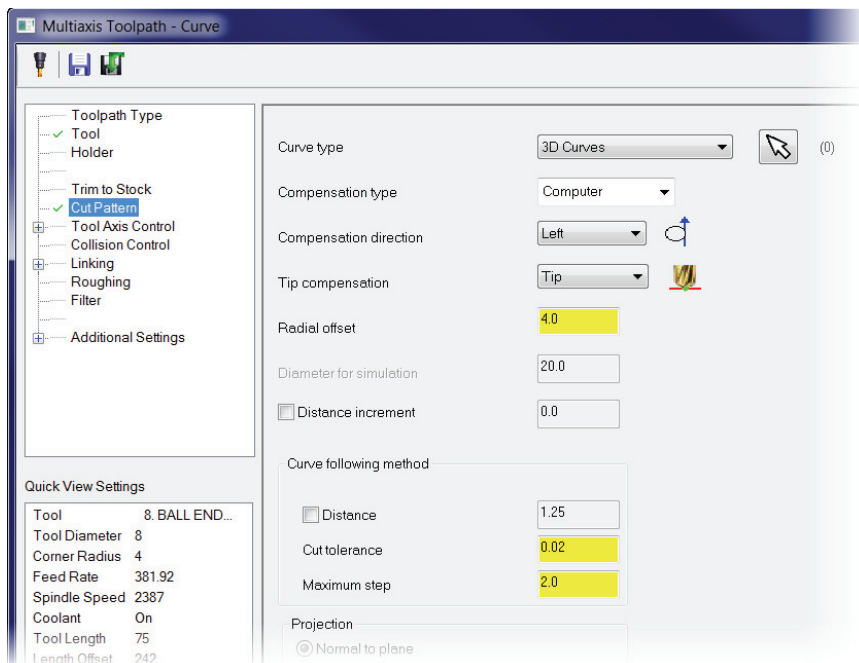 Multiaxis Toolpath - Curve
Toolpath Type
Tool
Holder
Trim to Stock
Cut Pattern
Tool Axis Control
Collision Control
Linking
Roughing
Filter
Additional Settings
Quick View Settings
Tool 8. BALL END...
Tool Diameter 8
Corner Radius 4
Feed Rate 381.92
Spindle Speed 2387
Coolant On
Tool Length 75
Length Offset 242
Curve type 3D Curves (0)
Compensation type Computer
Compensation direction Left
Tip compensation Tip
Radial offset 4.0
Diameter for simulation 20.0
Distance increment 0.0
Curve following method
Distance 1.25
Cut tolerance 0.02
Maximum step 2.0
Projection
Normal to plane